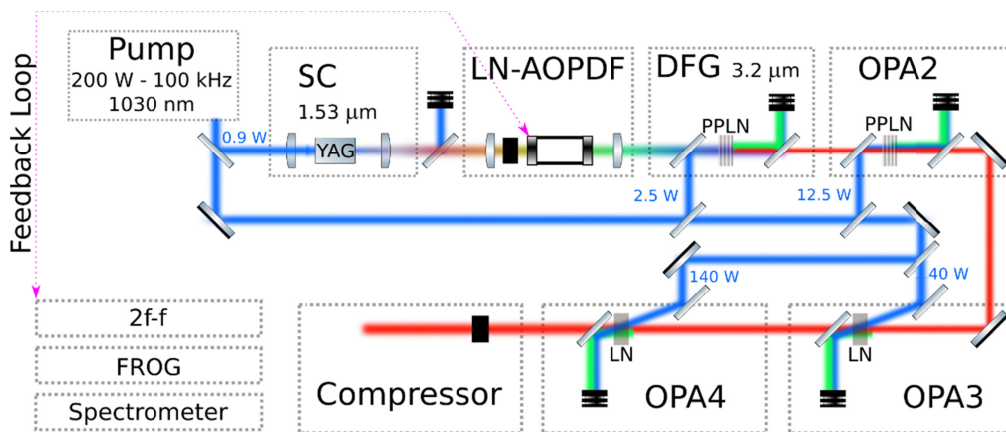 Feedback Loop
Pump
200 W - 100 kHz
1030 nm
0.9 W
SC
1.53 μm
YAG
LN-AOPDF
DFG
3.2 μm
PPLN
2.5 W
OPA2
PPLN
12.5 W
140 W
40 W
2f-f
FROG
Spectrometer
Compressor
LN
OPA4
LN
OPA3